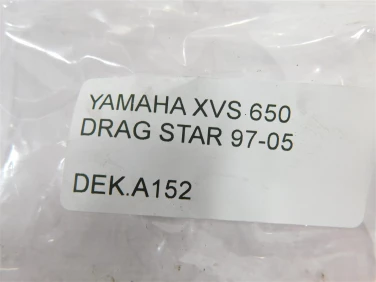 YAMAHA XVS 650
DRAG STAR 97-05
DEK.A152